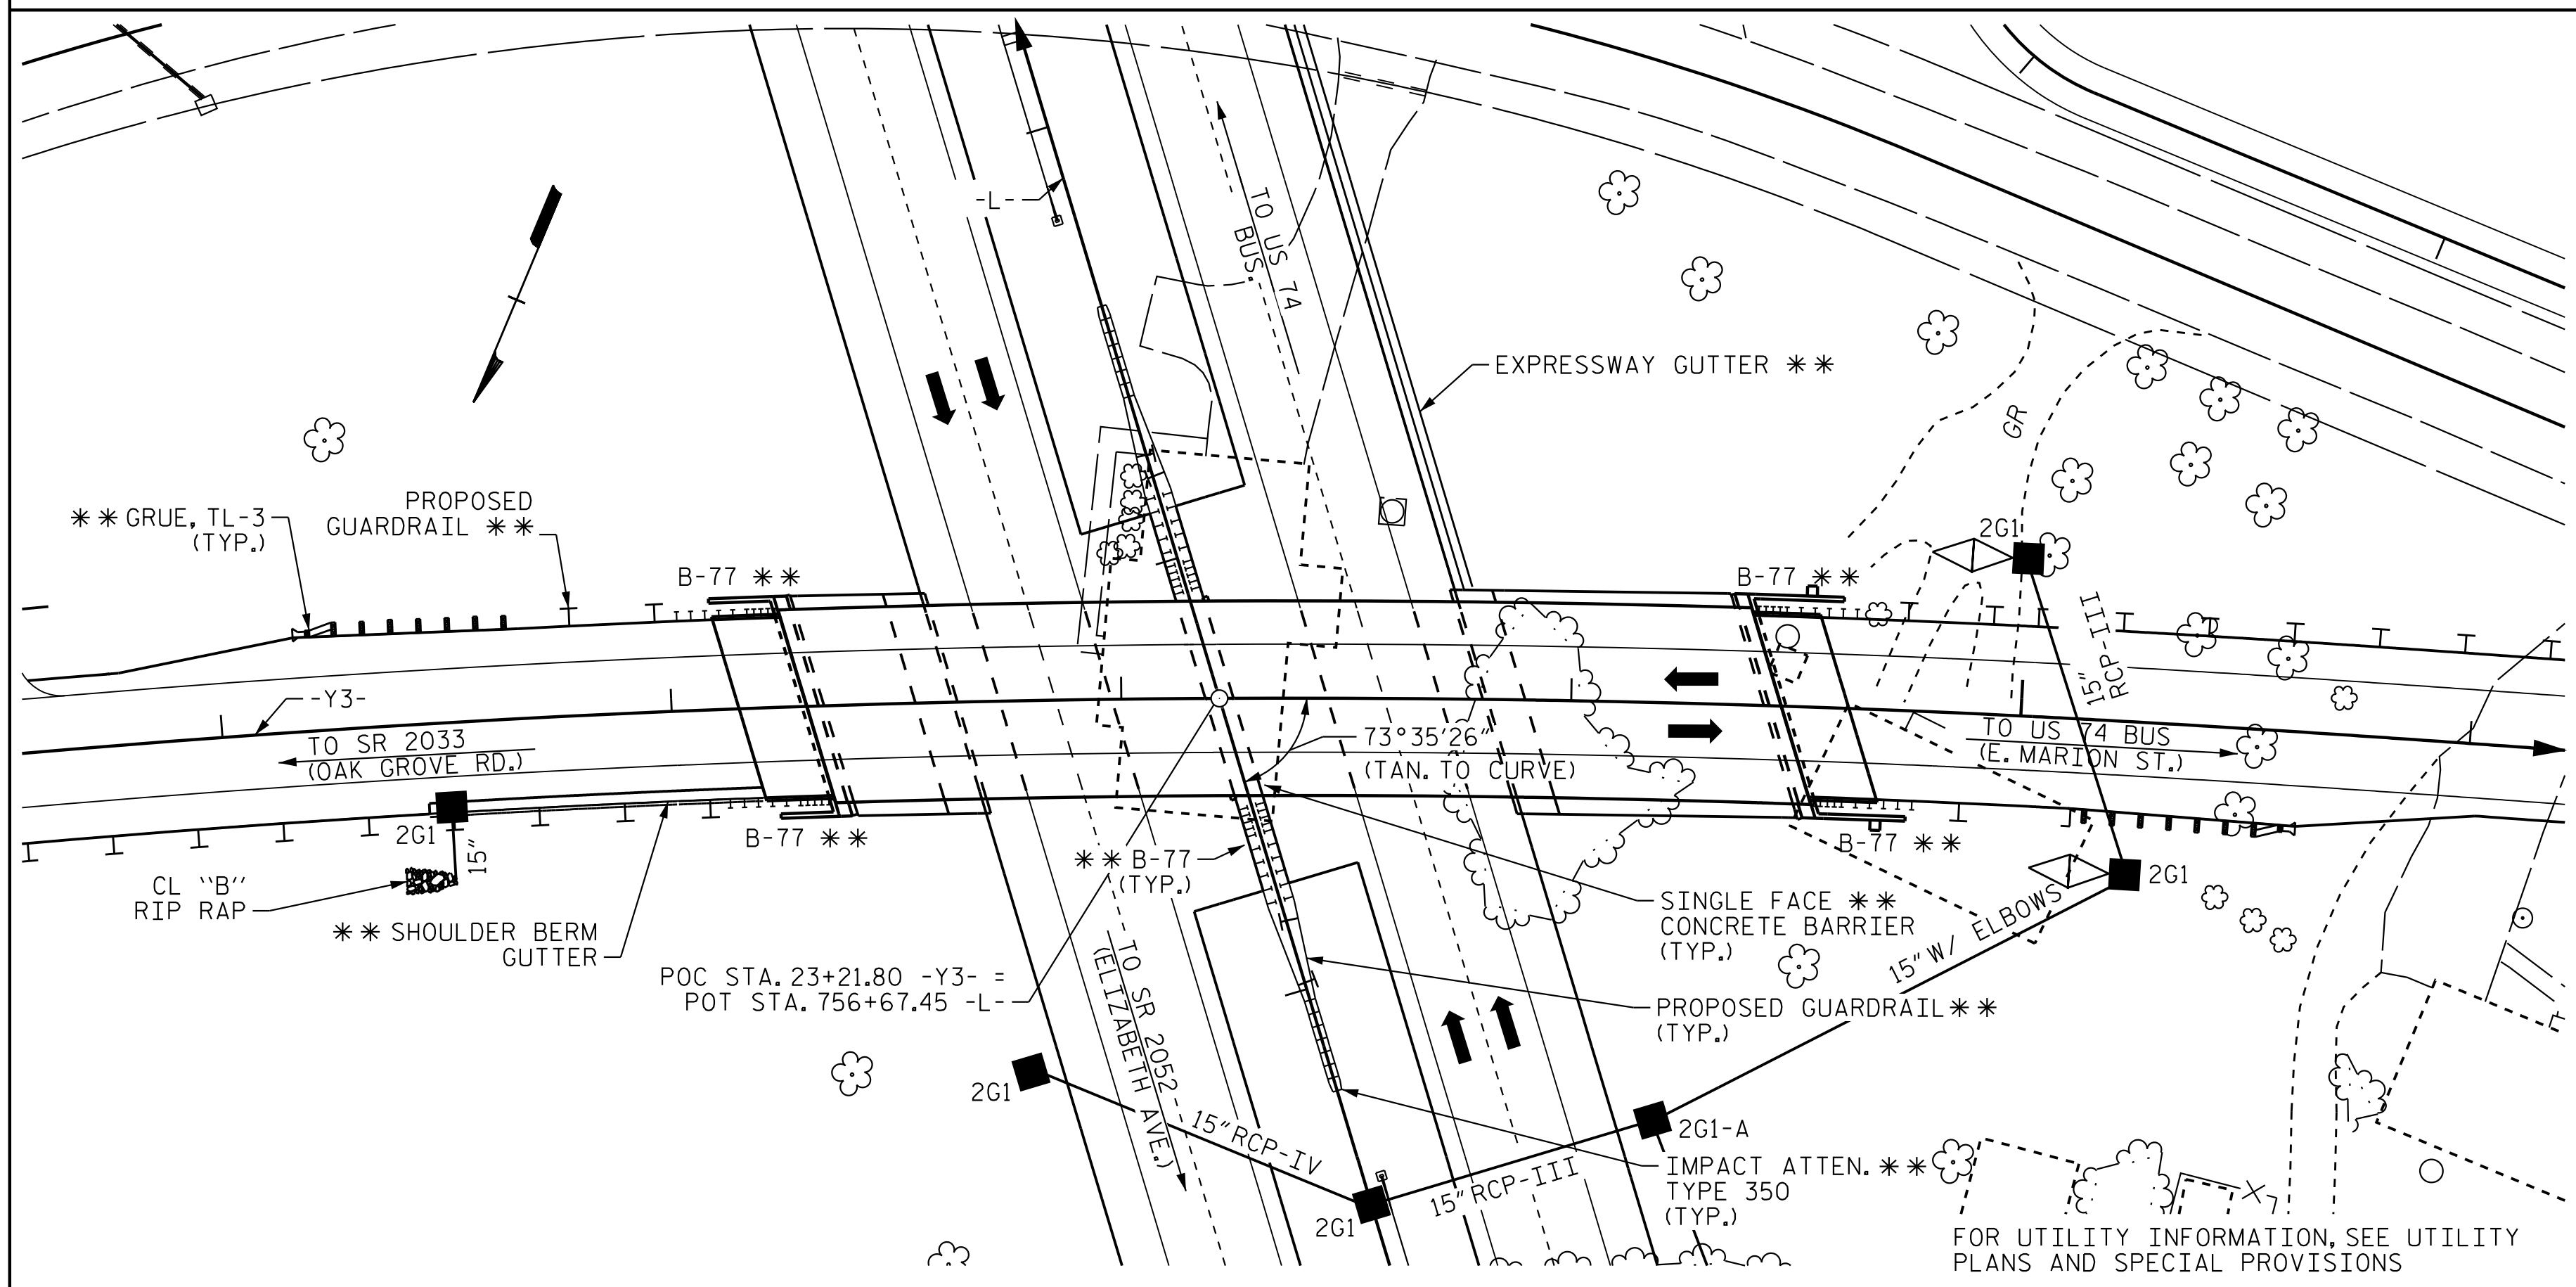 -L-
TO US 74
BUS.
EXPRESSWAY GUTTER **
GR
PROPOSED
GUARDRAIL **
** GRUE, TL-3
(TYP.)
B-77 **
B-77 **
2G1
15"
RCP-III
-Y3-
TO SR 2033
(OAK GROVE RD.)
73°35'26"
(TAN. TO CURVE)
TO US 74 BUS
(E. MARION ST.)
2G1
15"
B-77 **
B-77 **
** B-77
(TYP.)
CL "B"
RIP RAP
** SHOULDER BERM
GUTTER
2G1
15" W/ ELBOWS
SINGLE FACE **
CONCRETE BARRIER
(TYP.)
POC STA. 23+21.80 -Y3- =
POT STA. 756+67.45 -L-
TO SR 2052
(ELIZABETH AVE.)
PROPOSED GUARDRAIL **
(TYP.)
2G1
15" RCP-IV
2G1-A
15" RCP-III
2G1
IMPACT ATTEN. **
TYPE 350
(TYP.)
FOR UTILITY INFORMATION, SEE UTILITY
PLANS AND SPECIAL PROVISIONS